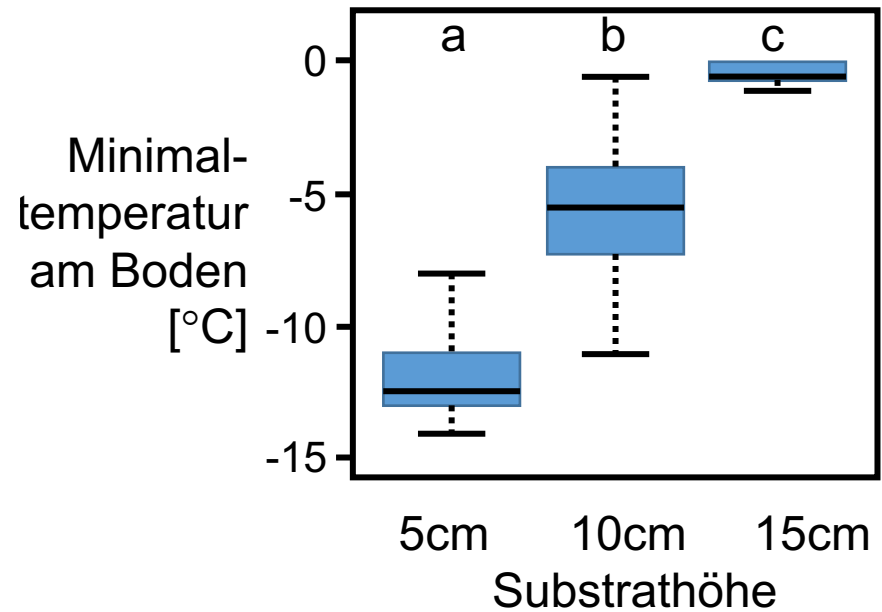 a b c
0
-5
-10
-15
Minimal-
temperatur
am Boden
[°C]
5cm 10cm 15cm
Substrathöhe